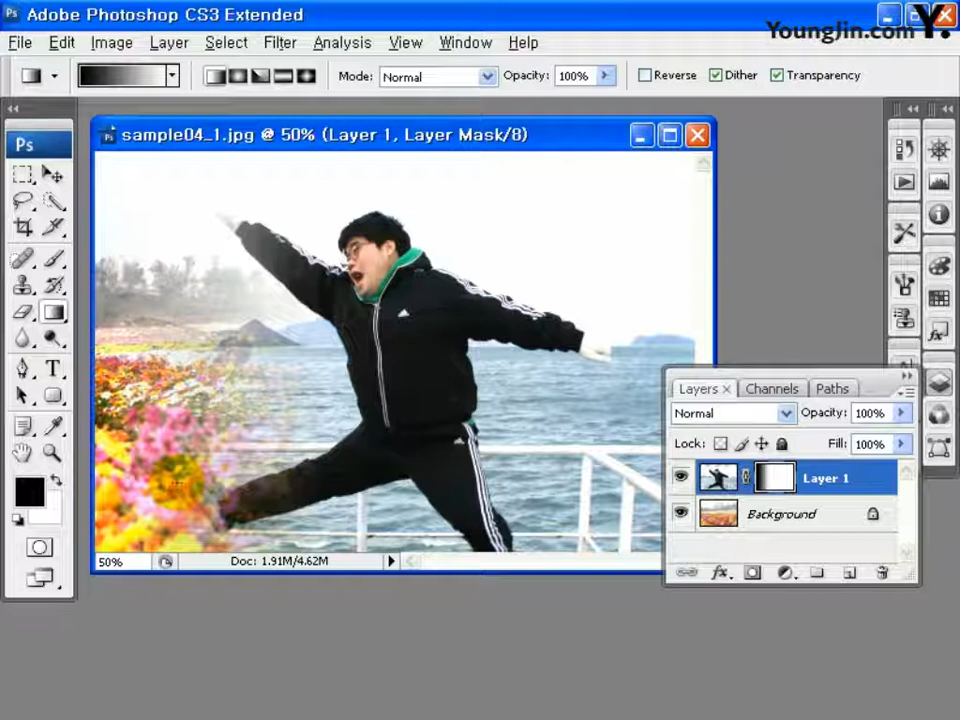 Ps Adobe Photoshop CS3 Extended
YoungJin.com Y.
File Edit Image Layer Select Filter Analysis View Window Help
Mode: Normal Opacity: 100% Reverse Dither Transparency
Ps
sample04_1.jpg @ 50% (Layer 1, Layer Mask/8)
T
Layers × Channels Paths
Normal Opacity: 100%
Lock: Fill: 100%
Layer 1
Background
50% Doc: 1.91M/4.62M
fx